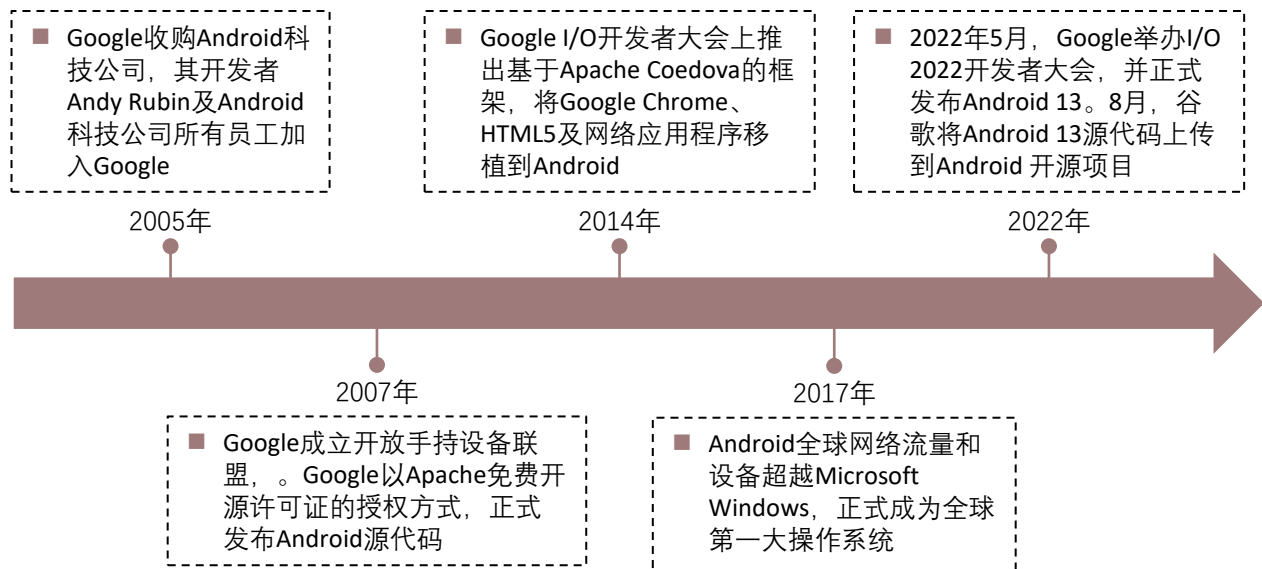 ■ Google收购Android科
技公司，其开发者
Andy Rubin及Android
科技公司所有员工加
入Google
2005年
■ Google I/O开发者大会上推
出基于Apache Coedova的框
架，将Google Chrome、
HTML5及网络应用程序移
植到Android
2014年
■ 2022年5月，Google举办I/O
2022开发者大会，并正式
发布Android 13。8月，谷
歌将Android 13源代码上传
到Android 开源项目
2022年
2007年
■ Google成立开放手持设备联
盟，。Google以Apache免费开
源许可证的授权方式，正式
发布Android源代码
2017年
■ Android全球网络流量和
设备超越Microsoft
Windows，正式成为全球
第一大操作系统